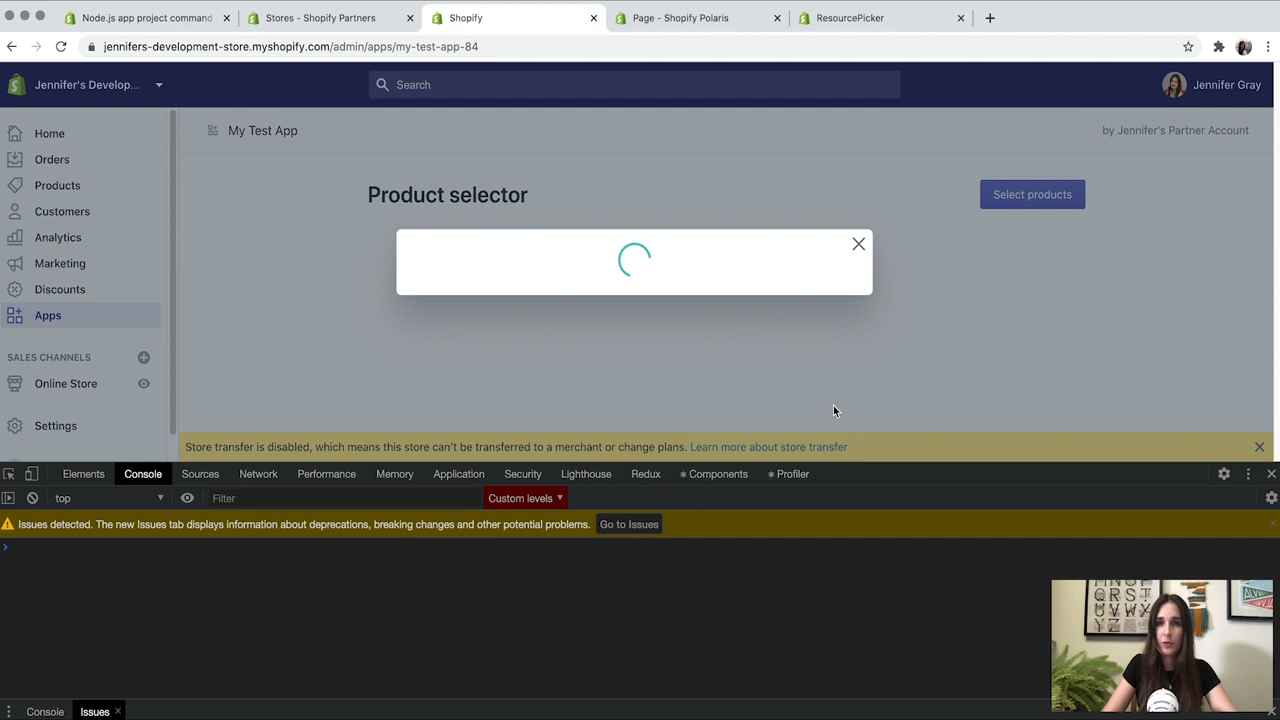 Node.js app project command
Stores - Shopify Partners
Shopify
Page - Shopify Polaris
ResourcePicker
jennifers-development-store.myshopify.com/admin/apps/my-test-app-84
Jennifer's Develop...
Search
Jennifer Gray
Home
Orders
Products
Customers
Analytics
Marketing
Discounts
Apps
SALES CHANNELS
Online Store
Settings
My Test App
by Jennifer's Partner Account
Product selector
Select products
Store transfer is disabled, which means this store can't be transferred to a merchant or change plans. Learn more about store transfer
Elements Console Sources Network Performance Memory Application Security Lighthouse Redux Components Profiler
top Filter Custom levels
Issues detected. The new Issues tab displays information about deprecations, breaking changes and other potential problems. Go to Issues
Console Issues